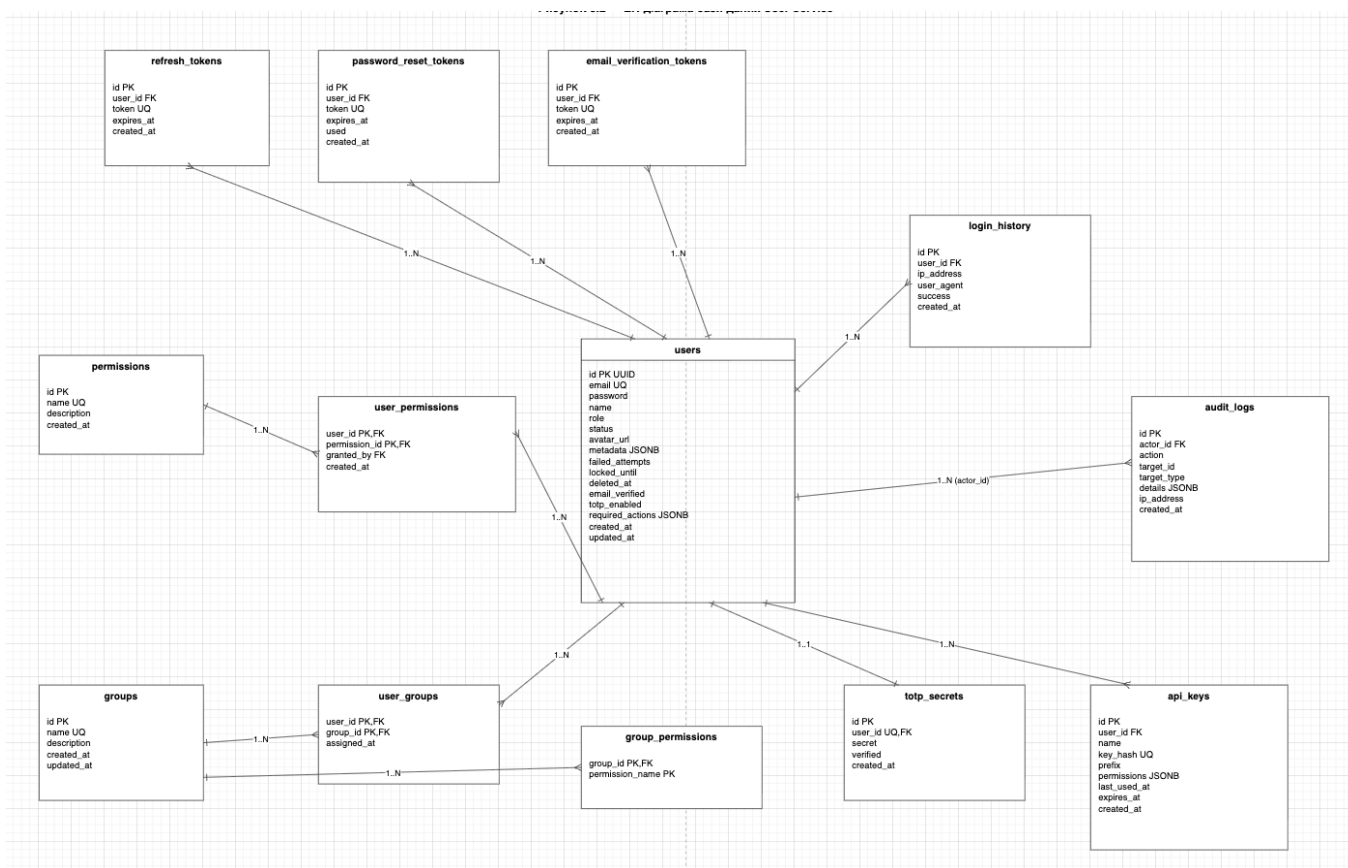 refresh_tokens
id PK
user_id FK
token UQ
expires_at
created_at
password_reset_tokens
id PK
user_id FK
token UQ
expires_at
used
created_at
email_verification_tokens
id PK
user_id FK
token UQ
expires_at
created_at
login_history
id PK
user_id FK
ip_address
user_agent
success
created_at
1..N
1..N
1..N
1..N
users
id PK UUID
email UQ
password
name
role
status
avatar_url
metadata JSONB
failed_attempts
locked_until
deleted_at
email_verified
totp_enabled
required_actions JSONB
created_at
updated_at
permissions
id PK
name UQ
description
created_at
1..N
user_permissions
user_id PK,FK
permission_id PK,FK
granted_by FK
created_at
1..N
audit_logs
id PK
actor_id FK
action
target_id
target_type
details JSONB
ip_address
created_at
1..N (actor_id)
1..N
1..1
1..N
groups
id PK
name UQ
description
created_at
updated_at
1..N
1..N
user_groups
user_id PK,FK
group_id PK,FK
assigned_at
group_permissions
group_id PK,FK
permission_name PK
totp_secrets
id PK
user_id UQ,FK
secret
verified
created_at
api_keys
id PK
user_id FK
name
key_hash UQ
prefix
permissions JSONB
last_used_at
expires_at
created_at